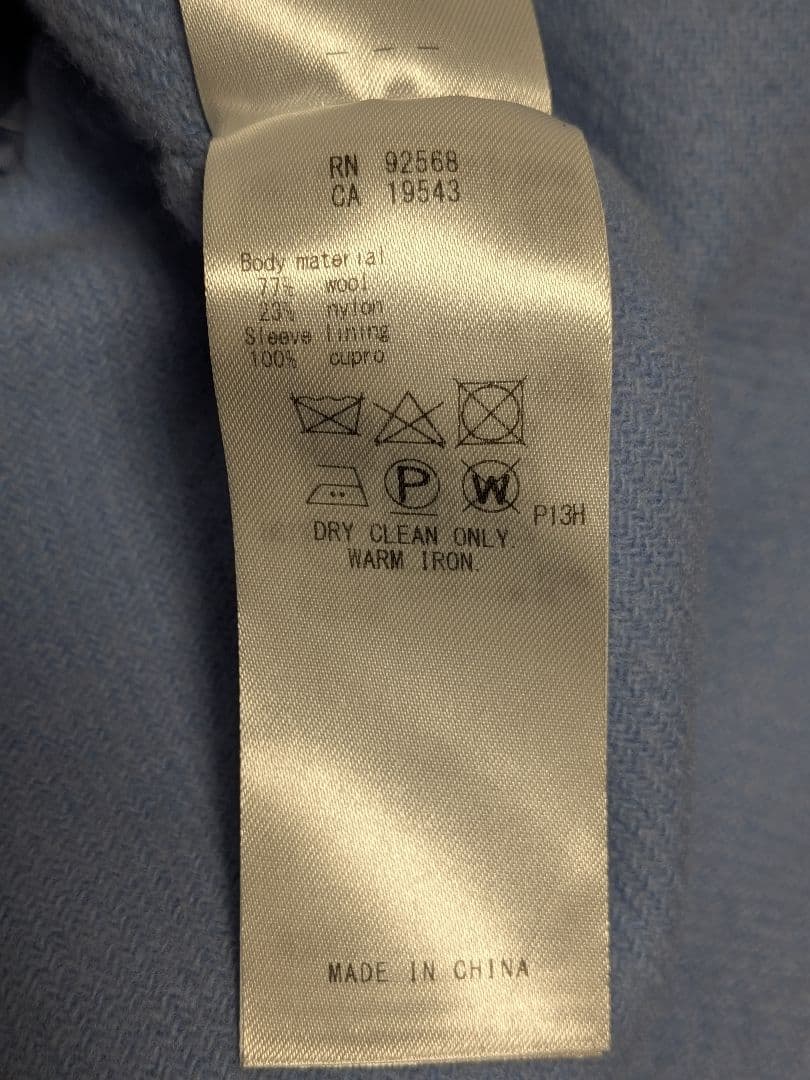 RN 92568
CA 19543
Body material
77% wool
23% nylon
Sleeve lining
100% cupro
P W
P13H
DRY CLEAN ONLY.
WARM IRON.
MADE IN CHINA